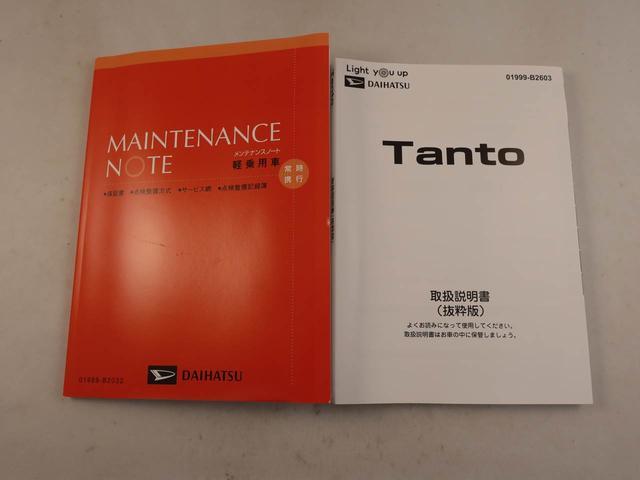 MAINTENANCE
NOTE
メンテナンスノート
軽乗用車
常時
携行
●保証書 ●点検整備方式 ●サービス網 ●点検整備記録簿
DAIHATSU
01999-B2032
Light you up
DAIHATSU
01999-B2603
Tanto
取扱説明書
（抜粋版）
よくお読みになって使用してください。
取扱説明書はお車の中に保管しましょう。